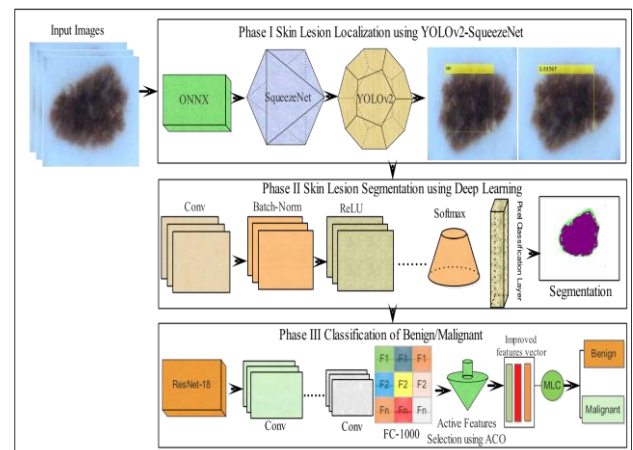 Input Images
Phase I Skin Lesion Localization using YOLOv2-SqueezeNet
ONNX
SqueezeNet
YOLOv2
Phase II Skin Lesion Segmentation using Deep Learning
Conv
Batch-Norm
ReLU
Softmax
Pixel Classification Layer
Segmentation
Phase III Classification of Benign/Malignant
ResNet-18
Conv
Conv
F1 F1 F1
F2 F2 F2
Fn Fn Fn
FC-1000
Active Features
Selection using ACO
Improved
features vector
MLC
Benign
Malignant